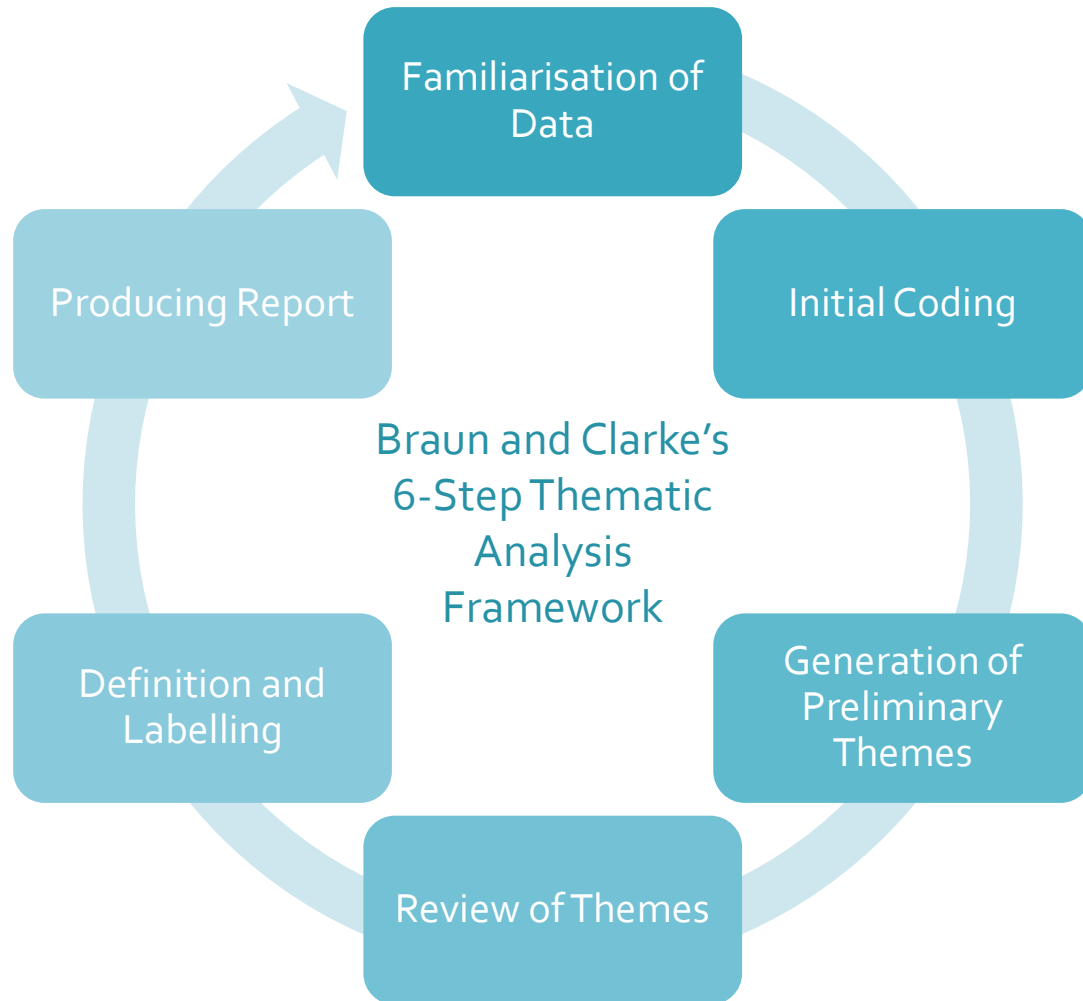 Familiarisation of
Data
Initial Coding
Generation of
Preliminary
Themes
Review of Themes
Definition and
Labelling
Producing Report
Braun and Clarke’s
6-Step Thematic
Analysis
Framework